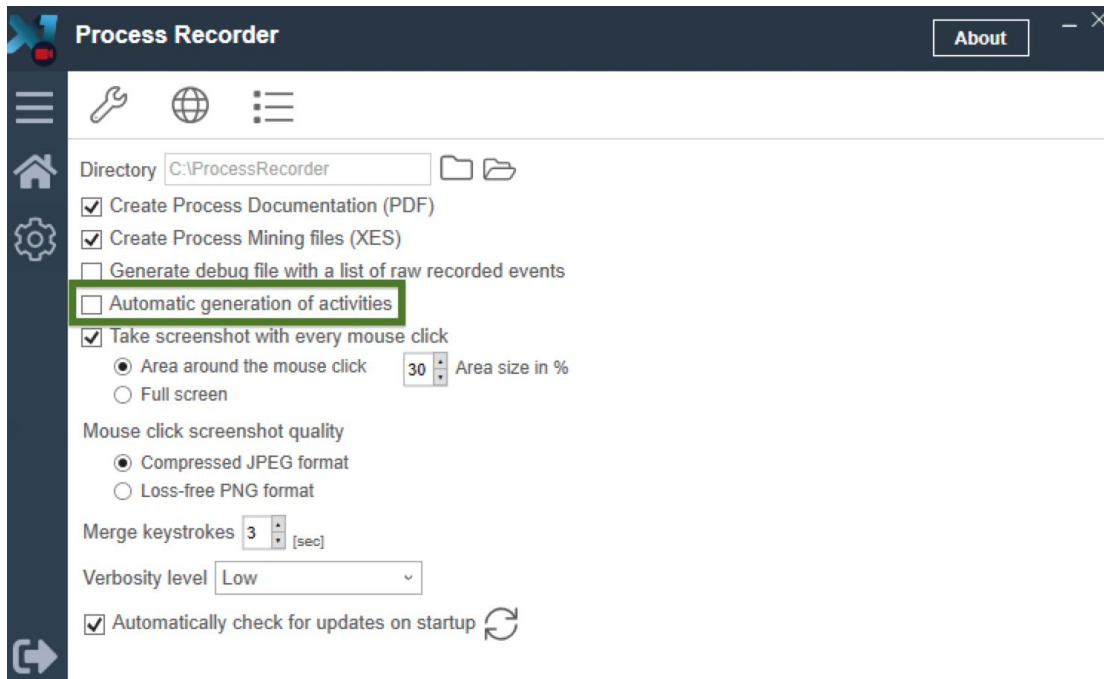 Process Recorder
About
Directory C:\ProcessRecorder
Create Process Documentation (PDF)
Create Process Mining files (XES)
Generate debug file with a list of raw recorded events
Automatic generation of activities
Take screenshot with every mouse click
Area around the mouse click 30 Area size in %
Full screen
Mouse click screenshot quality
Compressed JPEG format
Loss-free PNG format
Merge keystrokes 3 [sec]
Verbosity level Low
Automatically check for updates on startup